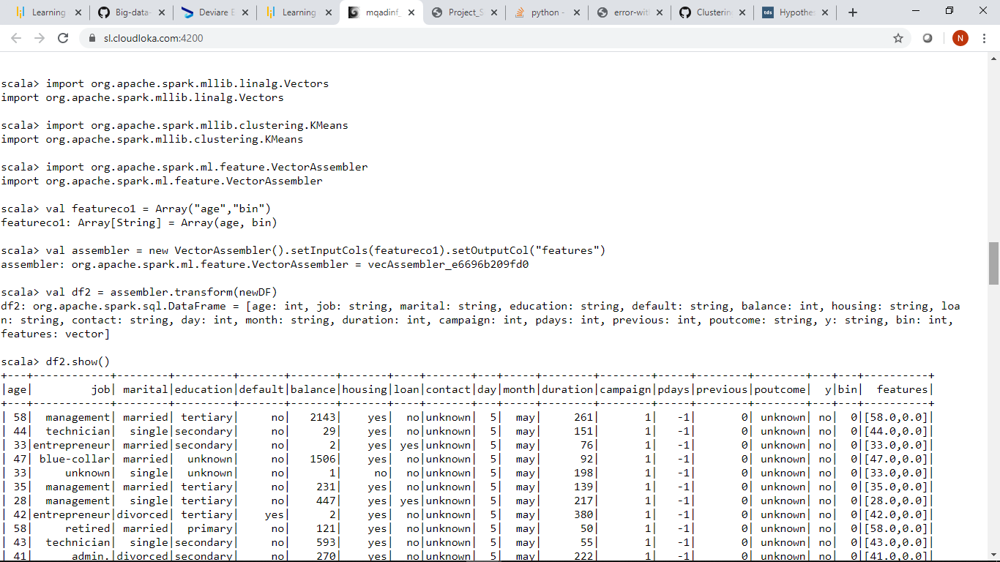 Learning
Big-data-
Deviare E
Learning
mqadinf_
Project_S
python -
error-with
Clustering
tds
Hypothes
sl.cloudloka.com:4200
N
scala> import org.apache.spark.mllib.linalg.Vectors
import org.apache.spark.mllib.linalg.Vectors
scala> import org.apache.spark.mllib.clustering.KMeans
import org.apache.spark.mllib.clustering.KMeans
scala> import org.apache.spark.ml.feature.VectorAssembler
import org.apache.spark.ml.feature.VectorAssembler
scala> val featureco1 = Array("age","bin")
featureco1: Array[String] = Array(age, bin)
scala> val assembler = new VectorAssembler().setInputCols(featureco1).setOutputCol("features")
assembler: org.apache.spark.ml.feature.VectorAssembler = vecAssembler_e6696b209fd0
scala> val df2 = assembler.transform(newDF)
df2: org.apache.spark.sql.DataFrame = [age: int, job: string, marital: string, education: string, default: string, balance: int, housing: string, loa
n: string, contact: string, day: int, month: string, duration: int, campaign: int, pdays: int, previous: int, poutcome: string, y: string, bin: int,
features: vector]
scala> df2.show()
+---+------------+--------+---------+-------+-------+-------+----+-------+---+-----+--------+--------+-----+--------+--------+---+---+----------+
|age|         job| marital|education|default|balance|housing|loan|contact|day|month|duration|campaign|pdays|previous|poutcome|  y|bin|  features|
+---+------------+--------+---------+-------+-------+-------+----+-------+---+-----+--------+--------+-----+--------+--------+---+---+----------+
| 58|  management| married| tertiary|     no|   2143|    yes|  no|unknown|  5|  may|     261|       1|   -1|       0| unknown| no|  0|[58.0,0.0]|
| 44|  technician|  single|secondary|     no|     29|    yes|  no|unknown|  5|  may|     151|       1|   -1|       0| unknown| no|  0|[44.0,0.0]|
| 33|entrepreneur| married|secondary|     no|      2|    yes| yes|unknown|  5|  may|      76|       1|   -1|       0| unknown| no|  0|[33.0,0.0]|
| 47| blue-collar| married|  unknown|     no|   1506|    yes|  no|unknown|  5|  may|      92|       1|   -1|       0| unknown| no|  0|[47.0,0.0]|
| 33|     unknown|  single|  unknown|     no|      1|     no|  no|unknown|  5|  may|     198|       1|   -1|       0| unknown| no|  0|[33.0,0.0]|
| 35|  management| married| tertiary|     no|    231|    yes|  no|unknown|  5|  may|     139|       1|   -1|       0| unknown| no|  0|[35.0,0.0]|
| 28|  management|  single| tertiary|     no|    447|    yes| yes|unknown|  5|  may|     217|       1|   -1|       0| unknown| no|  0|[28.0,0.0]|
| 42|entrepreneur|divorced| tertiary|    yes|      2|    yes|  no|unknown|  5|  may|     380|       1|   -1|       0| unknown| no|  0|[42.0,0.0]|
| 58|     retired| married|  primary|     no|    121|    yes|  no|unknown|  5|  may|      50|       1|   -1|       0| unknown| no|  0|[58.0,0.0]|
| 43|  technician|  single|secondary|     no|    593|    yes|  no|unknown|  5|  may|      55|       1|   -1|       0| unknown| no|  0|[43.0,0.0]|
| 41|      admin.|divorced|secondary|     no|    270|    yes|  no|unknown|  5|  may|     222|       1|   -1|       0| unknown| no|  0|[41.0,0.0]|